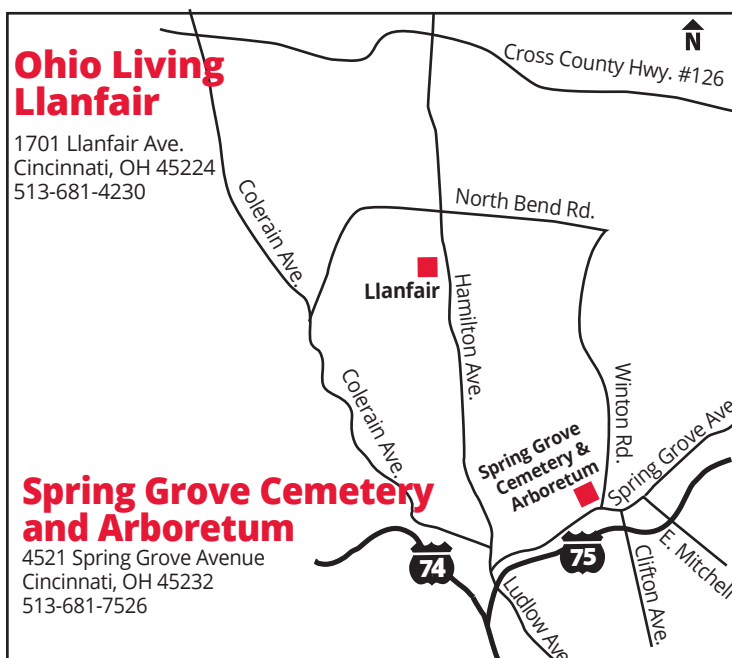 N
Cross County Hwy. #126
Ohio Living
Llanfair
1701 Llanfair Ave.
Cincinnati, OH 45224
513-681-4230
Colerain Ave.
North Bend Rd.
Llanfair
Hamilton Ave.
Colerain Ave.
Winton Rd.
Spring Grove
Cemetery &
Arboretum
Spring Grove Ave
Spring Grove Cemetery
and Arboretum
4521 Spring Grove Avenue
Cincinnati, OH 45232
513-681-7526
74
75
Ludlow Ave
Clifton Ave.
E. Mitchell